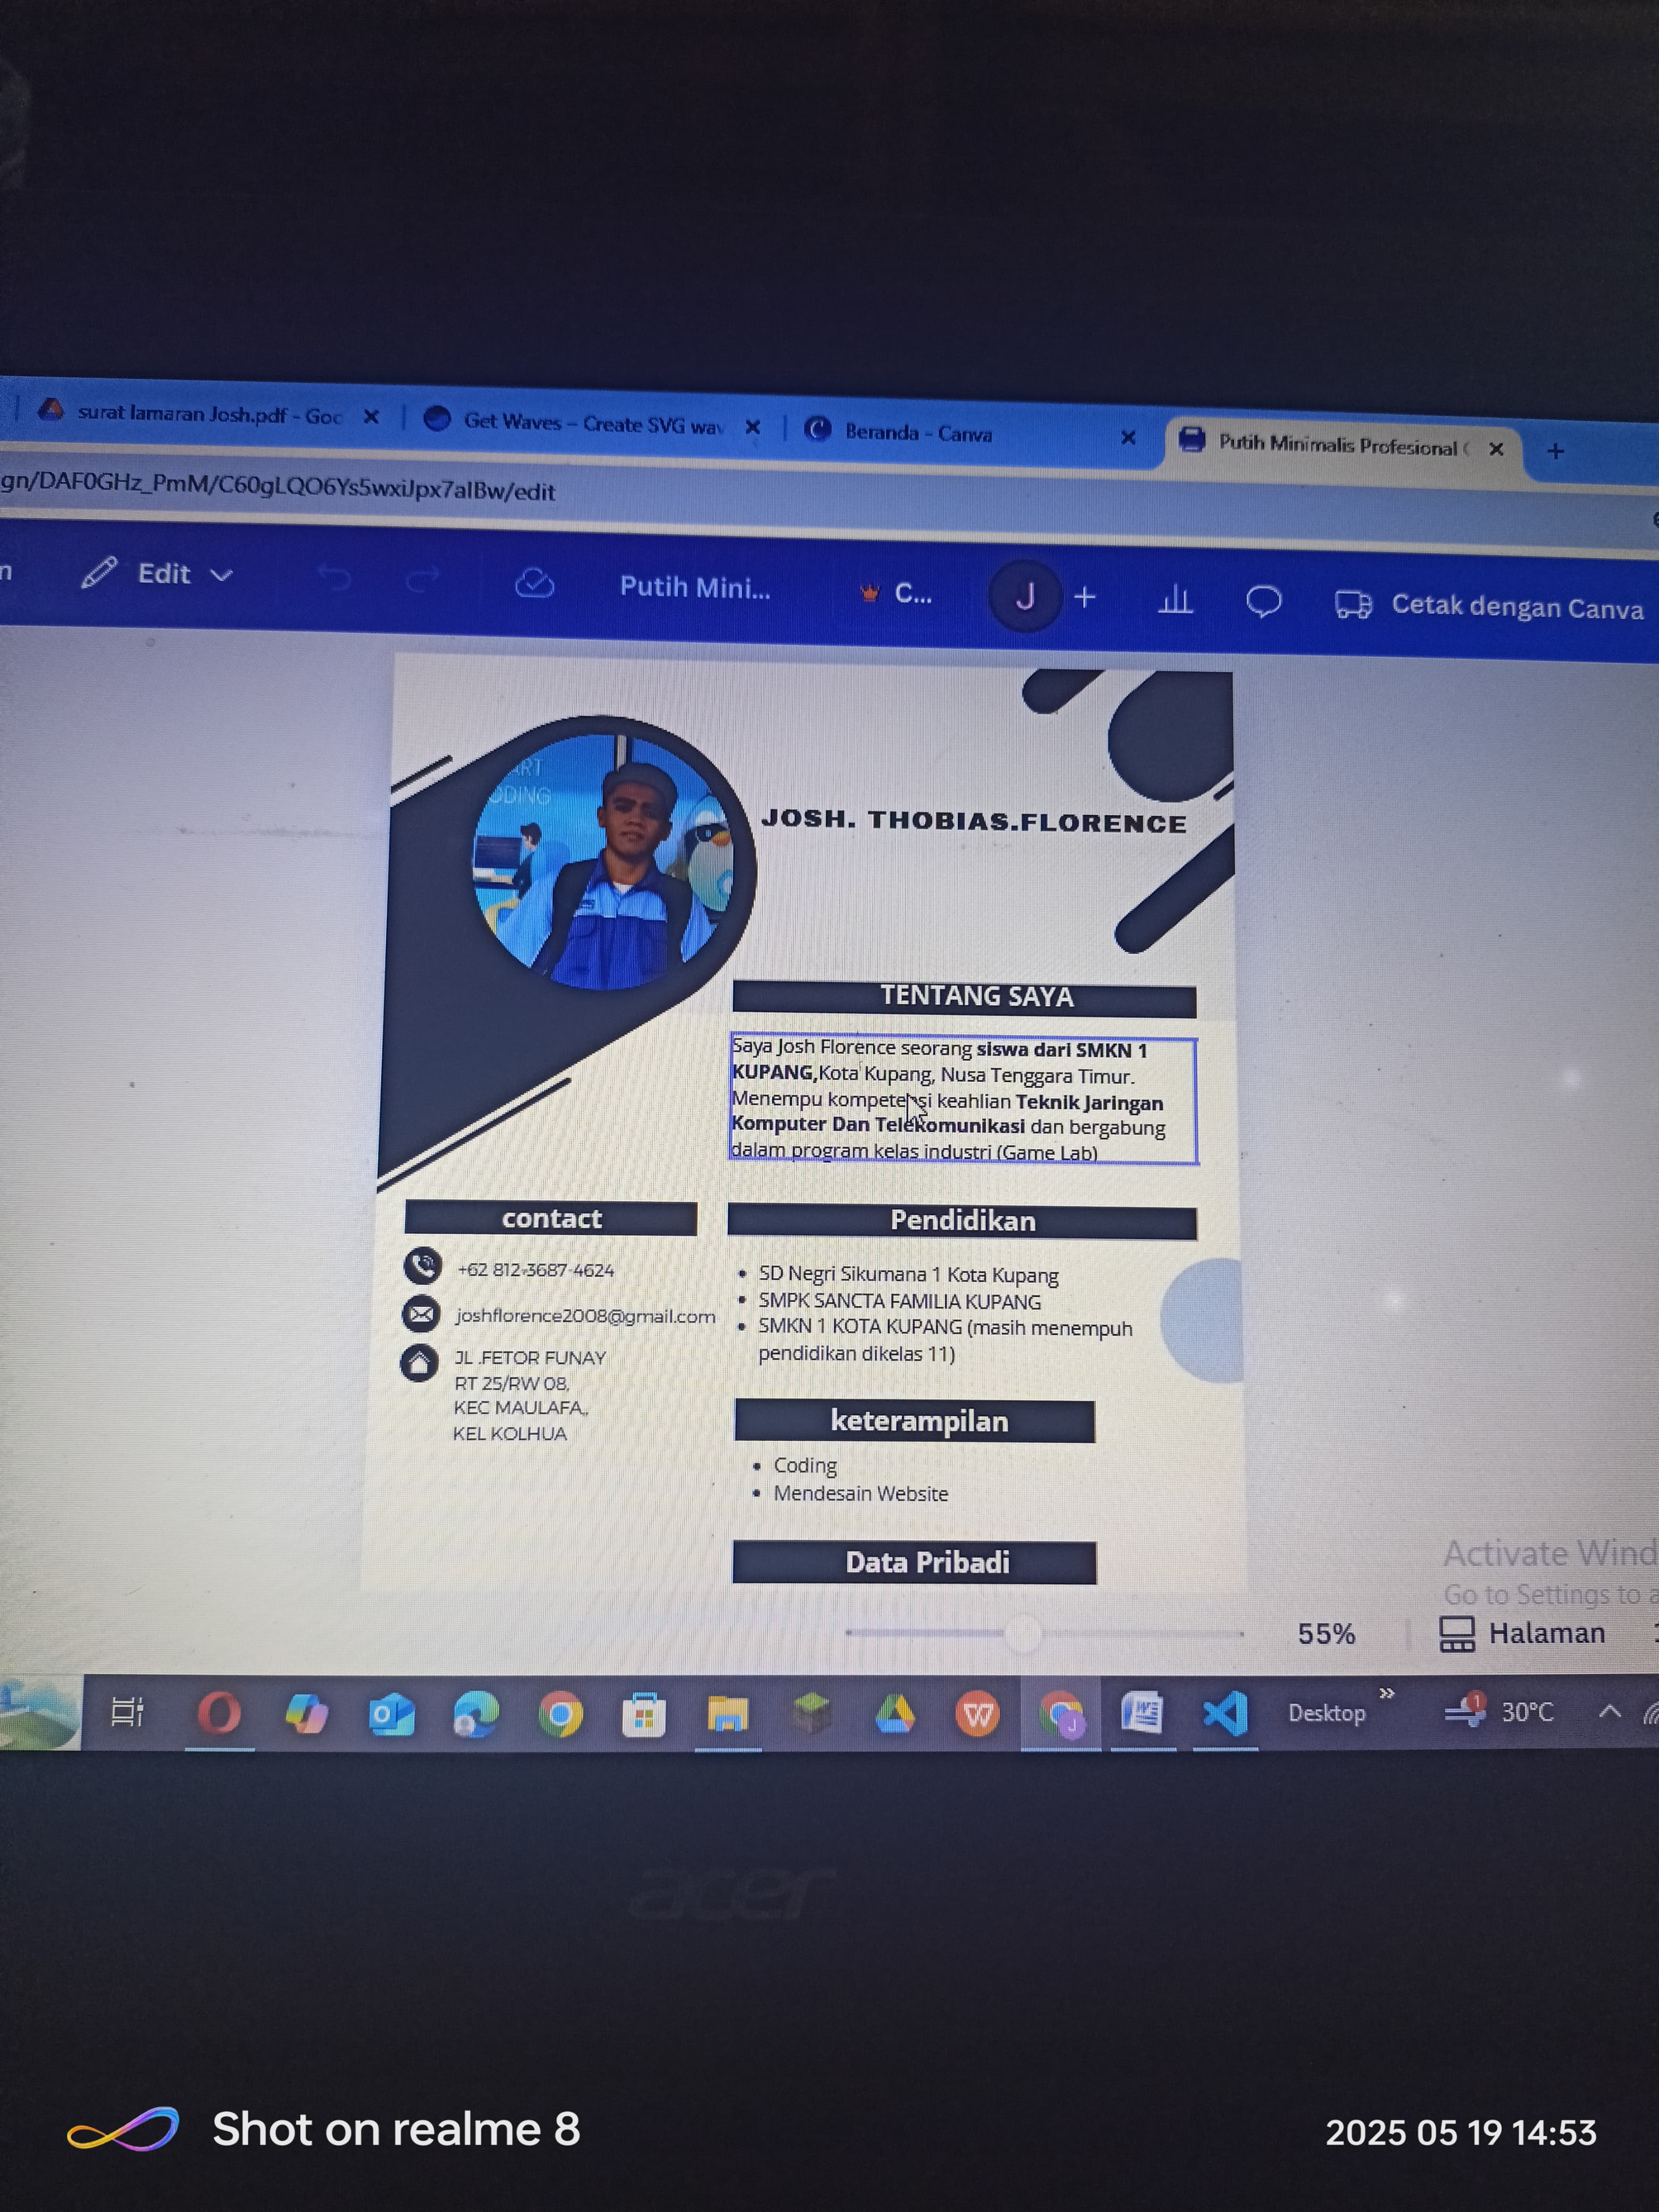 surat lamaran Josh.pdf - Goo
Get Waves – Create SVG wav
Beranda - Canva
Putih Minimalis Profesional
gn/DAF0GHz_PmM/C60gLQO6Ys5wxiJpx7alBw/edit
n
Edit
Putih Mini...
C...
J
Cetak dengan Canva
ART
ODING
JOSH. THOBIAS.FLORENCE
TENTANG SAYA
Saya Josh Florence seorang siswa dari SMKN 1
KUPANG,Kota Kupang, Nusa Tenggara Timur.
Menempu kompetensi keahlian Teknik Jaringan
Komputer Dan Telekomunikasi dan bergabung
dalam program kelas industri (Game Lab)
contact
+62 812-3687-4624
joshflorence2008@gmail.com
JL .FETOR FUNAY
RT 25/RW 08,
KEC MAULAFA,,
KEL KOLHUA
Pendidikan
SD Negri Sikumana 1 Kota Kupang
SMPK SANCTA FAMILIA KUPANG
SMKN 1 KOTA KUPANG (masih menempuh
pendidikan dikelas 11)
keterampilan
Coding
Mendesain Website
Data Pribadi
Activate Wind
Go to Settings to a
55%
Halaman
Desktop
1
30°C
acer
Shot on realme 8
2025 05 19 14:53